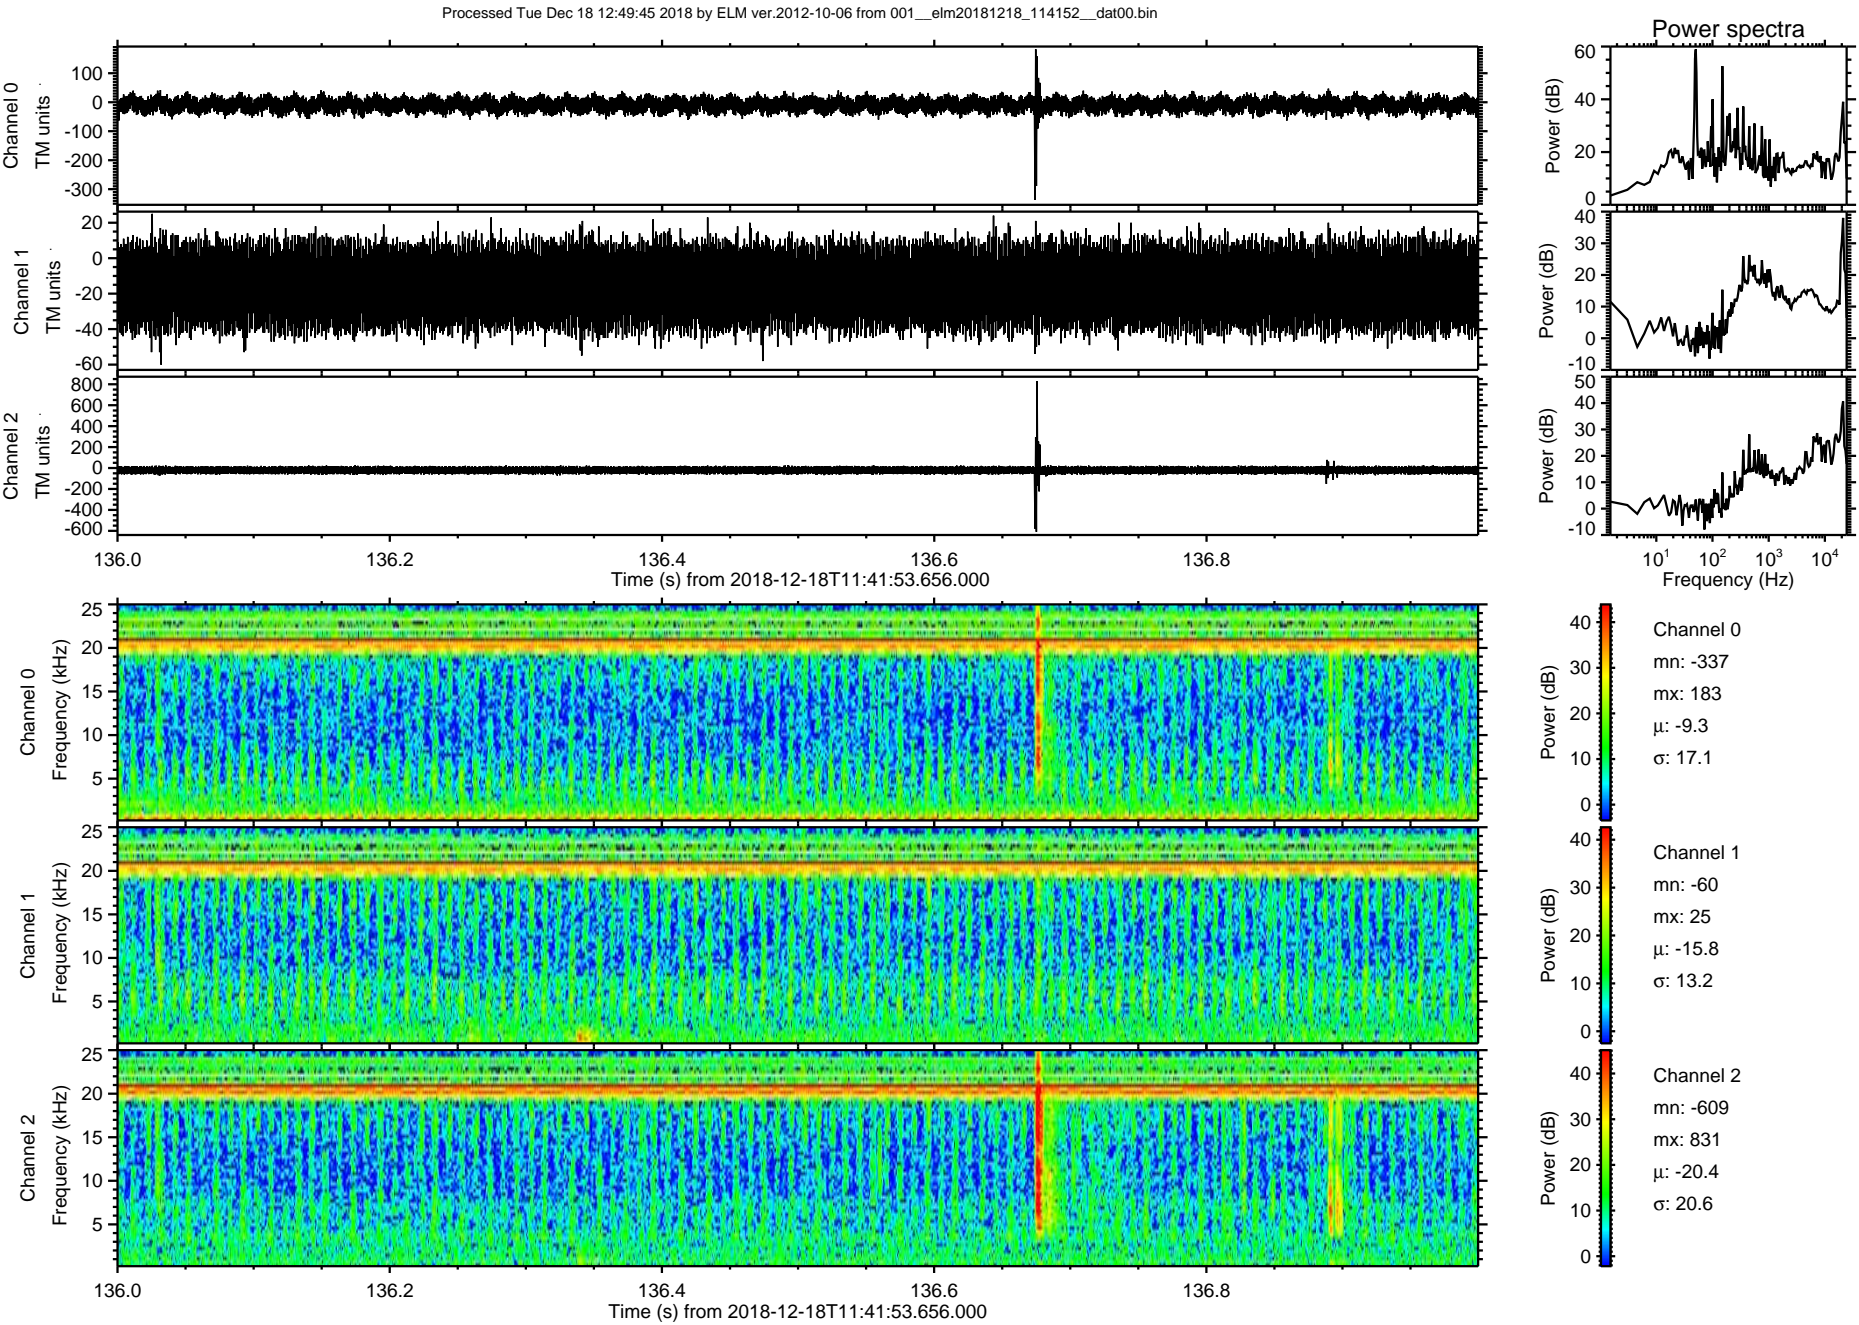 Processed Tue Dec 18 12:49:45 2018 by ELM ver.2012-10-06 from 001__elm20181218_114152__dat00.bin
Power spectra
Channel 0
TM units
100
0
-100
-200
-300
Power (dB)
60
40
20
0
Channel 1
TM units
20
0
-20
-40
-60
Power (dB)
40
30
20
10
0
-10
Channel 2
TM units
800
600
400
200
0
-200
-400
-600
Power (dB)
50
40
30
20
10
0
-10
136.0 136.2 136.4 136.6 136.8
Time (s) from 2018-12-18T11:41:53.656.000
10^1 10^2 10^3 10^4
Frequency (Hz)
Channel 0
Frequency (kHz)
25
20
15
10
5
Power (dB)
40
30
20
10
0
Channel 0
mn: -337
mx: 183
µ: -9.3
σ: 17.1
Channel 1
Frequency (kHz)
25
20
15
10
5
Power (dB)
40
30
20
10
0
Channel 1
mn: -60
mx: 25
µ: -15.8
σ: 13.2
Channel 2
Frequency (kHz)
25
20
15
10
5
Power (dB)
40
30
20
10
0
Channel 2
mn: -609
mx: 831
µ: -20.4
σ: 20.6
136.0 136.2 136.4 136.6 136.8
Time (s) from 2018-12-18T11:41:53.656.000